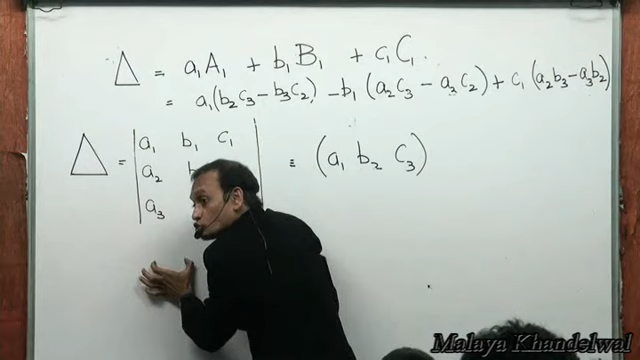 Δ = a₁A₁ + b₁B₁ + c₁C₁.
= a₁(b₂c₃ - b₃c₂) - b₁(a₂c₃ - a₃c₂) + c₁(a₂b₃ - a₃b₂)
Δ = | a₁ b₁ c₁ | = (a₁ b₂ c₃)
a₂ b
a₃
Malaya Khandelwal